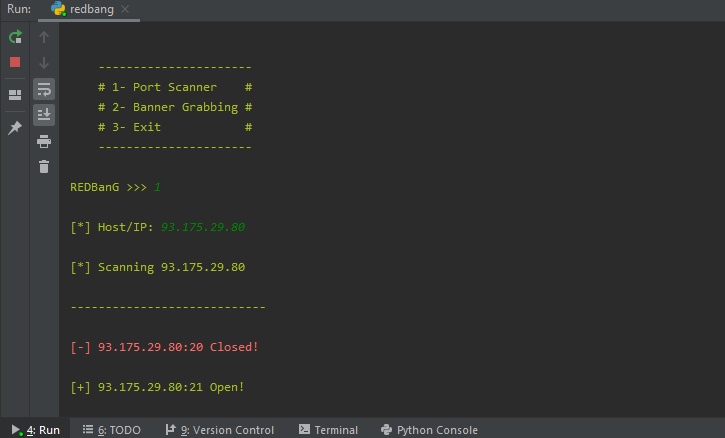 Run: redbang
----------------------
# 1- Port Scanner    #
# 2- Banner Grabbing #
# 3- Exit            #
----------------------
REDBanG >>> 1
[*] Host/IP: 93.175.29.80
[*] Scanning 93.175.29.80
----------------------------
[-] 93.175.29.80:20 Closed!
[+] 93.175.29.80:21 Open!
4: Run 6: TODO 9: Version Control Terminal Python Console